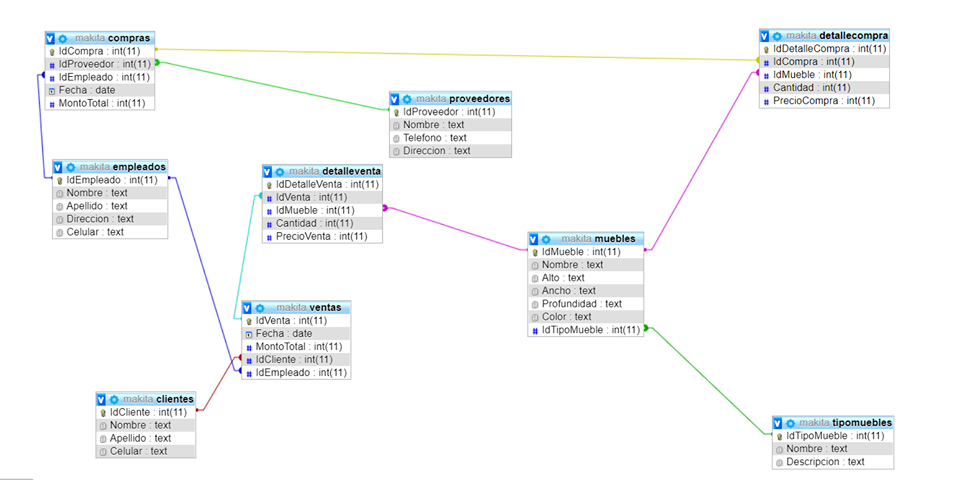 makita compras
IdCompra : int(11)
IdProveedor : int(11)
IdEmpleado : int(11)
Fecha : date
MontoTotal : int(11)
makita detallecompra
IdDetalleCompra : int(11)
IdCompra : int(11)
IdMueble : int(11)
Cantidad : int(11)
PrecioCompra : int(11)
makita proveedores
IdProveedor : int(11)
Nombre : text
Telefono : text
Direccion : text
makita empleados
IdEmpleado : int(11)
Nombre : text
Apellido : text
Direccion : text
Celular : text
makita detalleventa
IdDetalleVenta : int(11)
IdVenta : int(11)
IdMueble : int(11)
Cantidad : int(11)
PrecioVenta : int(11)
makita muebles
IdMueble : int(11)
Nombre : text
Alto : text
Ancho : text
Profundidad : text
Color : text
IdTipoMueble : int(11)
makita ventas
IdVenta : int(11)
Fecha : date
MontoTotal : int(11)
IdCliente : int(11)
IdEmpleado : int(11)
makita clientes
IdCliente : int(11)
Nombre : text
Apellido : text
Celular : text
makita tipomuebles
IdTipoMueble : int(11)
Nombre : text
Descripcion : text